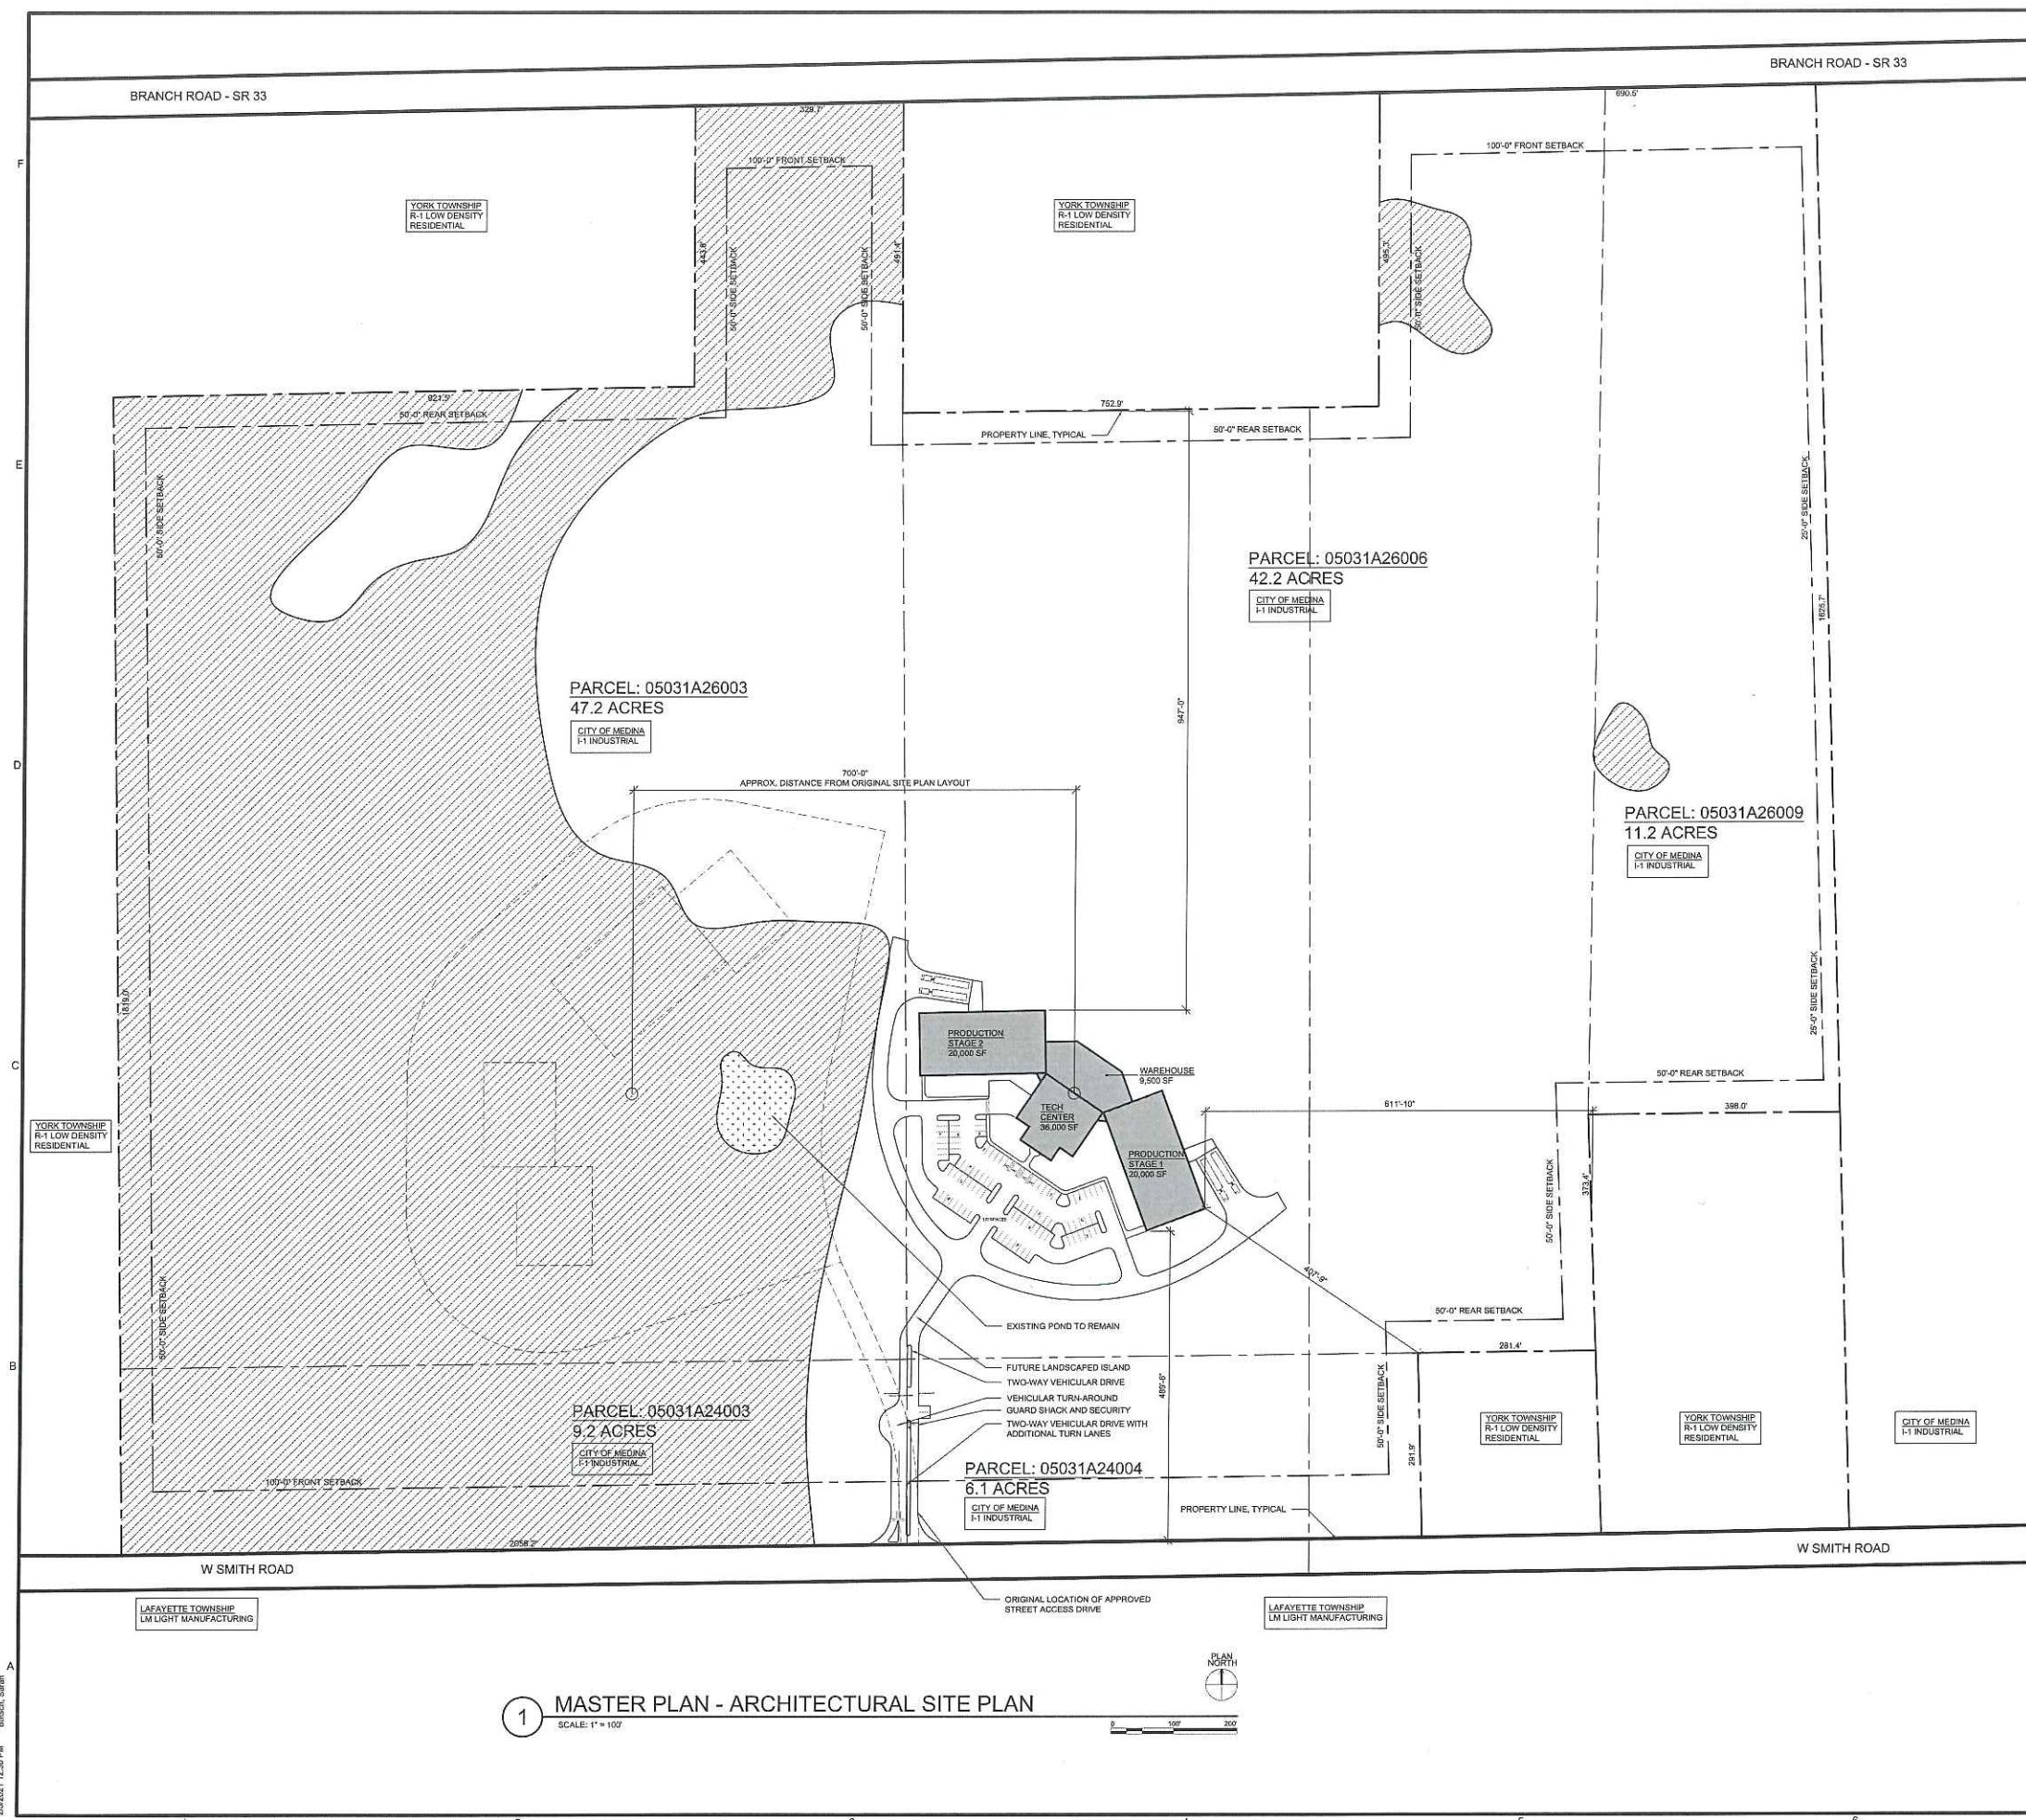 BRANCH ROAD - SR 33
BRANCH ROAD - SR 33
329.7'
690.5'
100'-0" FRONT SETBACK
100'-0" FRONT SETBACK
F
YORK TOWNSHIP
R-1 LOW DENSITY
RESIDENTIAL
YORK TOWNSHIP
R-1 LOW DENSITY
RESIDENTIAL
443.8'
50'-0" SIDE SETBACK
50'-0" SIDE SETBACK
491.4'
495.3'
50'-0" SIDE SETBACK
921.5'
50'-0" REAR SETBACK
752.9'
PROPERTY LINE, TYPICAL
50'-0" REAR SETBACK
E
50'-0" SIDE SETBACK
25'-0" SIDE SETBACK
PARCEL: 05031A26006
42.2 ACRES
CITY OF MEDINA
I-1 INDUSTRIAL
1625.7'
PARCEL: 05031A26003
47.2 ACRES
CITY OF MEDINA
I-1 INDUSTRIAL
947'-0"
D
700'-0"
APPROX. DISTANCE FROM ORIGINAL SITE PLAN LAYOUT
PARCEL: 05031A26009
11.2 ACRES
CITY OF MEDINA
I-1 INDUSTRIAL
1819.0'
25'-0" SIDE SETBACK
PRODUCTION
STAGE 2
20,000 SF
C
WAREHOUSE
9,500 SF
50'-0" REAR SETBACK
TECH
CENTER
36,000 SF
611'-10"
398.0'
YORK TOWNSHIP
R-1 LOW DENSITY
RESIDENTIAL
PRODUCTION
STAGE 1
20,000 SF
50'-0" SIDE SETBACK
373.4'
407'-9"
50'-0" SIDE SETBACK
50'-0" REAR SETBACK
EXISTING POND TO REMAIN
281.4'
B
FUTURE LANDSCAPED ISLAND
TWO-WAY VEHICULAR DRIVE
VEHICULAR TURN-AROUND
GUARD SHACK AND SECURITY
TWO-WAY VEHICULAR DRIVE WITH
ADDITIONAL TURN LANES
489'-6"
50'-0" SIDE SETBACK
291.9'
PARCEL: 05031A24003
9.2 ACRES
CITY OF MEDINA
I-1 INDUSTRIAL
YORK TOWNSHIP
R-1 LOW DENSITY
RESIDENTIAL
YORK TOWNSHIP
R-1 LOW DENSITY
RESIDENTIAL
CITY OF MEDINA
I-1 INDUSTRIAL
100'-0" FRONT SETBACK
PARCEL: 05031A24004
6.1 ACRES
CITY OF MEDINA
I-1 INDUSTRIAL
PROPERTY LINE, TYPICAL
2058.2'
W SMITH ROAD
W SMITH ROAD
LAFAYETTE TOWNSHIP
LM LIGHT MANUFACTURING
ORIGINAL LOCATION OF APPROVED
STREET ACCESS DRIVE
LAFAYETTE TOWNSHIP
LM LIGHT MANUFACTURING
A
PLAN
NORTH
1
MASTER PLAN - ARCHITECTURAL SITE PLAN
SCALE: 1" = 100'
0 100' 200'